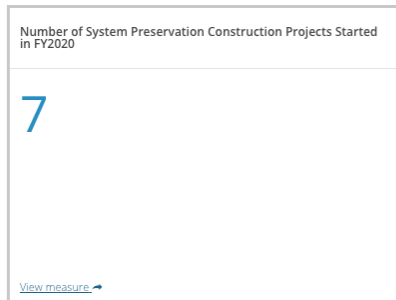 Number of System Preservation Construction Projects Started
in FY2020
7
View measure